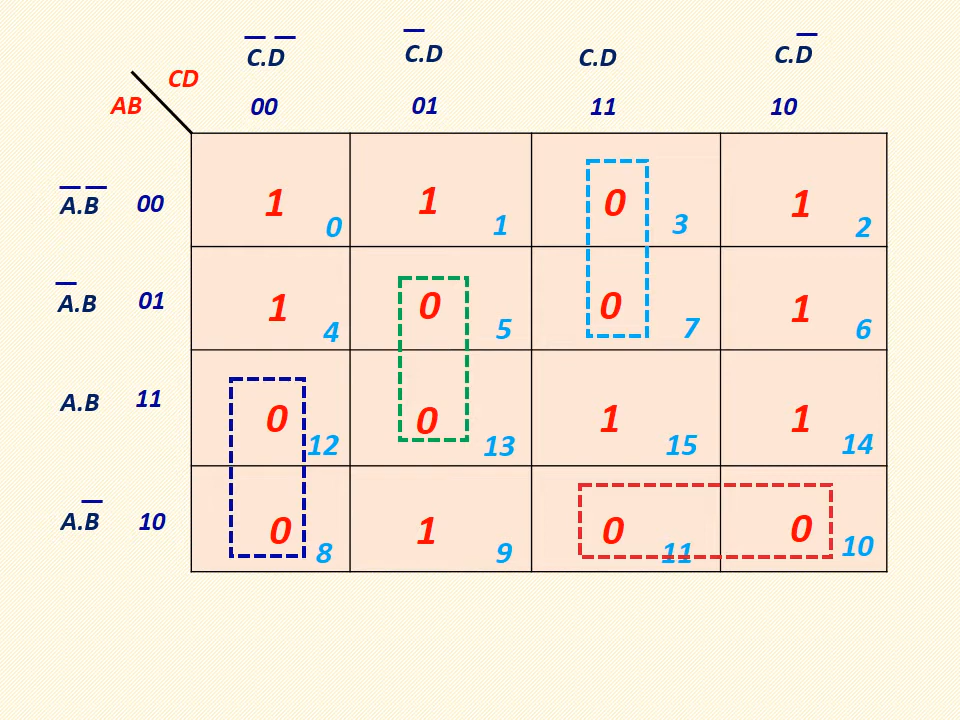 C̅.D̅ C̅.D C.D C.D̅
CD
AB 00 01 11 10
A̅.B̅ 00 1 0 1 1 0 3 1 2
A̅.B 01 1 4 0 5 0 7 1 6
A.B 11 0 12 0 13 1 15 1 14
A.B̅ 10 0 8 1 9 0 11 0 10